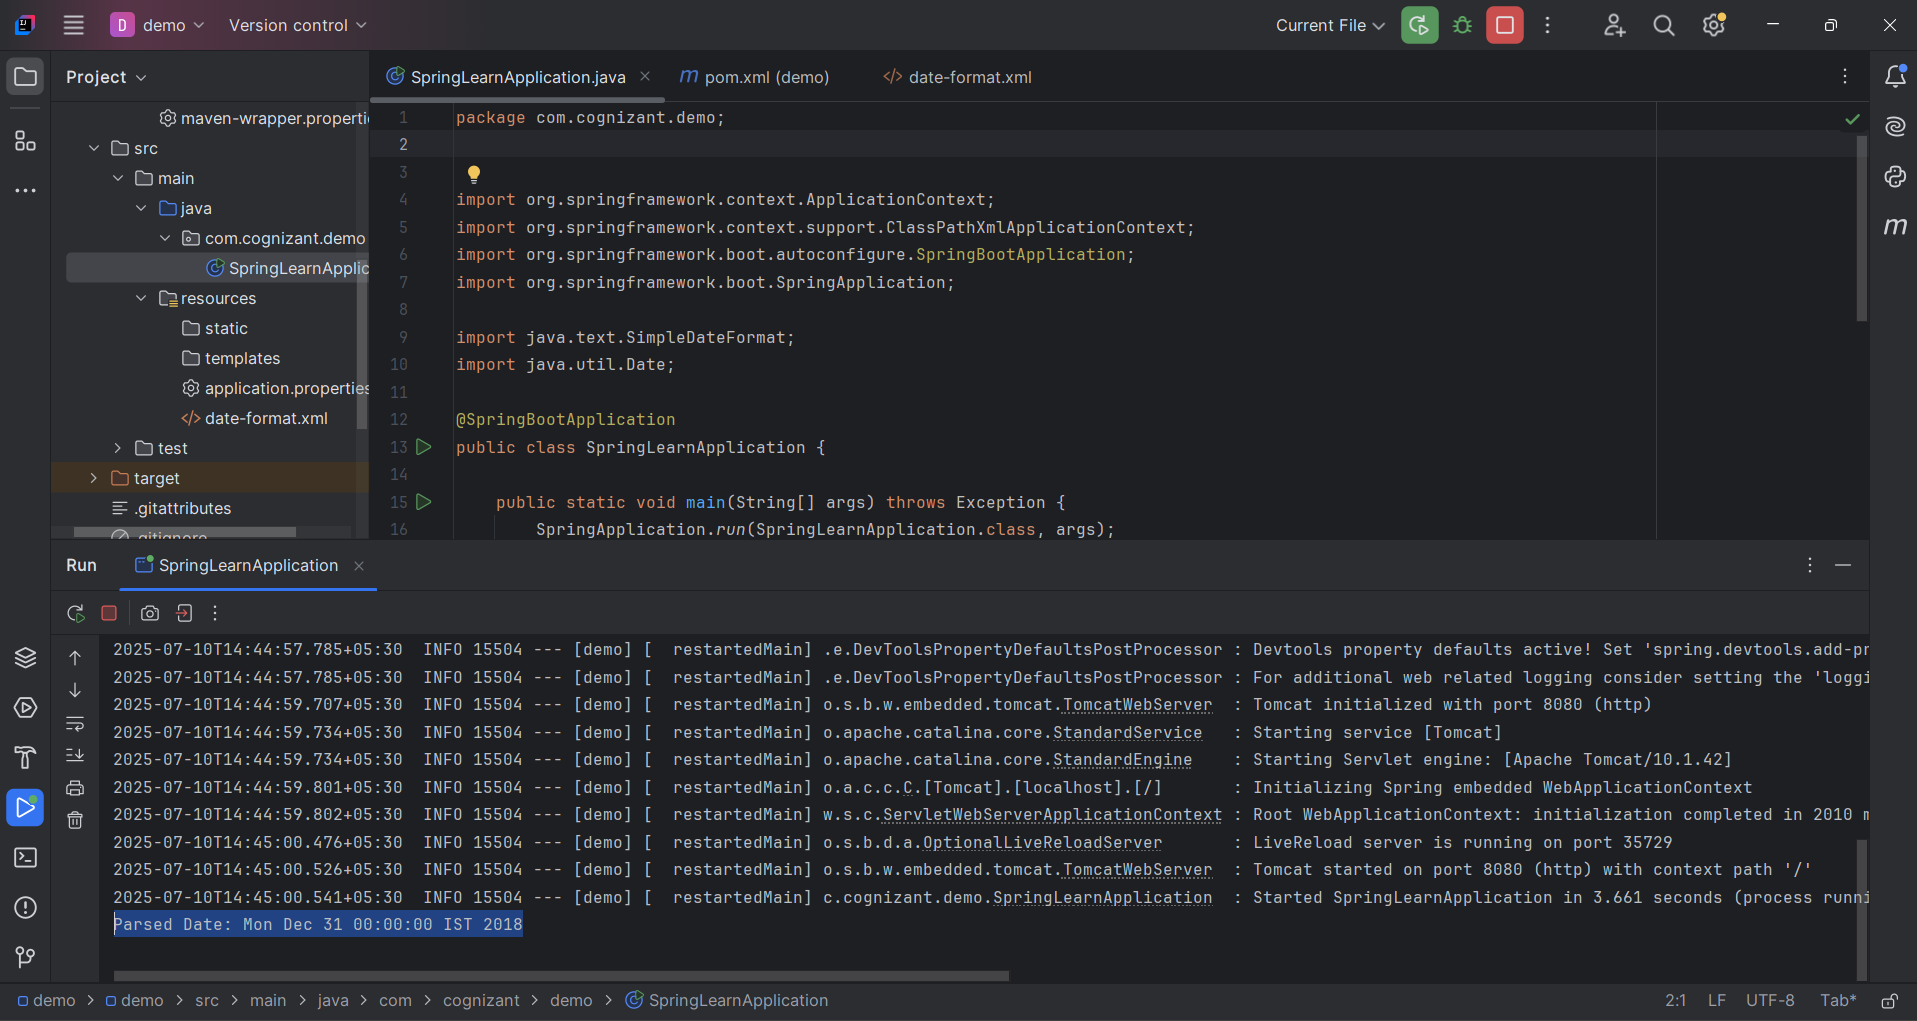 D demo Version control Current File
Project
SpringLearnApplication.java
m pom.xml (demo)
</> date-format.xml
maven-wrapper.properti
src
main
java
com.cognizant.demo
SpringLearnApplic
resources
static
templates
application.properties
</> date-format.xml
test
target
.gitattributes
.gitignore
1 package com.cognizant.demo;
2
3
4 import org.springframework.context.ApplicationContext;
5 import org.springframework.context.support.ClassPathXmlApplicationContext;
6 import org.springframework.boot.autoconfigure.SpringBootApplication;
7 import org.springframework.boot.SpringApplication;
8
9 import java.text.SimpleDateFormat;
10 import java.util.Date;
11
12 @SpringBootApplication
13 public class SpringLearnApplication {
14
15 public static void main(String[] args) throws Exception {
16 SpringApplication.run(SpringLearnApplication.class, args);
m
Run SpringLearnApplication
2025-07-10T14:44:57.785+05:30  INFO 15504 --- [demo] [  restartedMain] .e.DevToolsPropertyDefaultsPostProcessor : Devtools property defaults active! Set 'spring.devtools.add-pr
2025-07-10T14:44:57.785+05:30  INFO 15504 --- [demo] [  restartedMain] .e.DevToolsPropertyDefaultsPostProcessor : For additional web related logging consider setting the 'loggi
2025-07-10T14:44:59.707+05:30  INFO 15504 --- [demo] [  restartedMain] o.s.b.w.embedded.tomcat.TomcatWebServer  : Tomcat initialized with port 8080 (http)
2025-07-10T14:44:59.734+05:30  INFO 15504 --- [demo] [  restartedMain] o.apache.catalina.core.StandardService   : Starting service [Tomcat]
2025-07-10T14:44:59.734+05:30  INFO 15504 --- [demo] [  restartedMain] o.apache.catalina.core.StandardEngine    : Starting Servlet engine: [Apache Tomcat/10.1.42]
2025-07-10T14:44:59.801+05:30  INFO 15504 --- [demo] [  restartedMain] o.a.c.c.C.[Tomcat].[localhost].[/]       : Initializing Spring embedded WebApplicationContext
2025-07-10T14:44:59.802+05:30  INFO 15504 --- [demo] [  restartedMain] w.s.c.ServletWebServerApplicationContext : Root WebApplicationContext: initialization completed in 2010 m
2025-07-10T14:45:00.476+05:30  INFO 15504 --- [demo] [  restartedMain] o.s.b.d.a.OptionalLiveReloadServer       : LiveReload server is running on port 35729
2025-07-10T14:45:00.526+05:30  INFO 15504 --- [demo] [  restartedMain] o.s.b.w.embedded.tomcat.TomcatWebServer  : Tomcat started on port 8080 (http) with context path '/'
2025-07-10T14:45:00.541+05:30  INFO 15504 --- [demo] [  restartedMain] c.cognizant.demo.SpringLearnApplication  : Started SpringLearnApplication in 3.661 seconds (process runni
Parsed Date: Mon Dec 31 00:00:00 IST 2018
demo > demo > src > main > java > com > cognizant > demo > SpringLearnApplication
2:1 LF UTF-8 Tab*